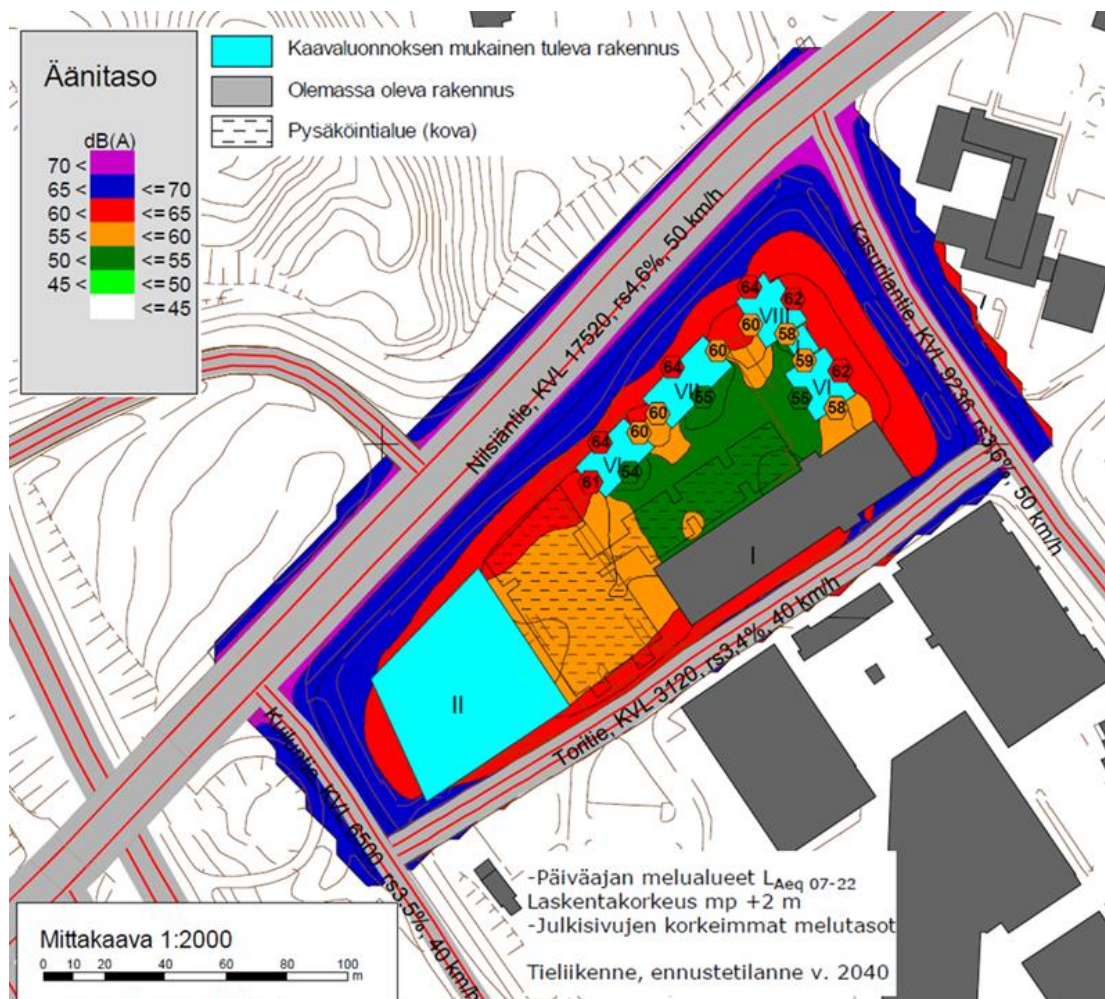 Äänitaso
dB(A)
70 <
65 < <=70
60 < <=65
55 < <=60
50 < <=55
45 < <=50
<=45
Kaavaluonnoksen mukainen tuleva rakennus
Olemassa oleva rakennus
Pysäköintialue (kova)
Nilsiäntie, KVL 17520, rs4,6%, 50 km/h
Kasurilantie, KVL 9236, rs3,6%, 50 km/h
64
62
VIII
60
58
60
59
64
VI
62
VII
55
55
58
60
60
64
VI
54
61
I
II
Toritie, KVL 3120, rs3,4%, 40 km/h
Kuiluntie, KVL 6500, rs3,5%, 40 km/h
-Päiväajan melualueet LAeq 07-22
Laskentakorkeus mp +2 m
-Julkisivujen korkeimmat melutasot
Tieliikenne, ennustetilanne v. 2040
Mittakaava 1:2000
0 10 20 30 40 60 80 100
m